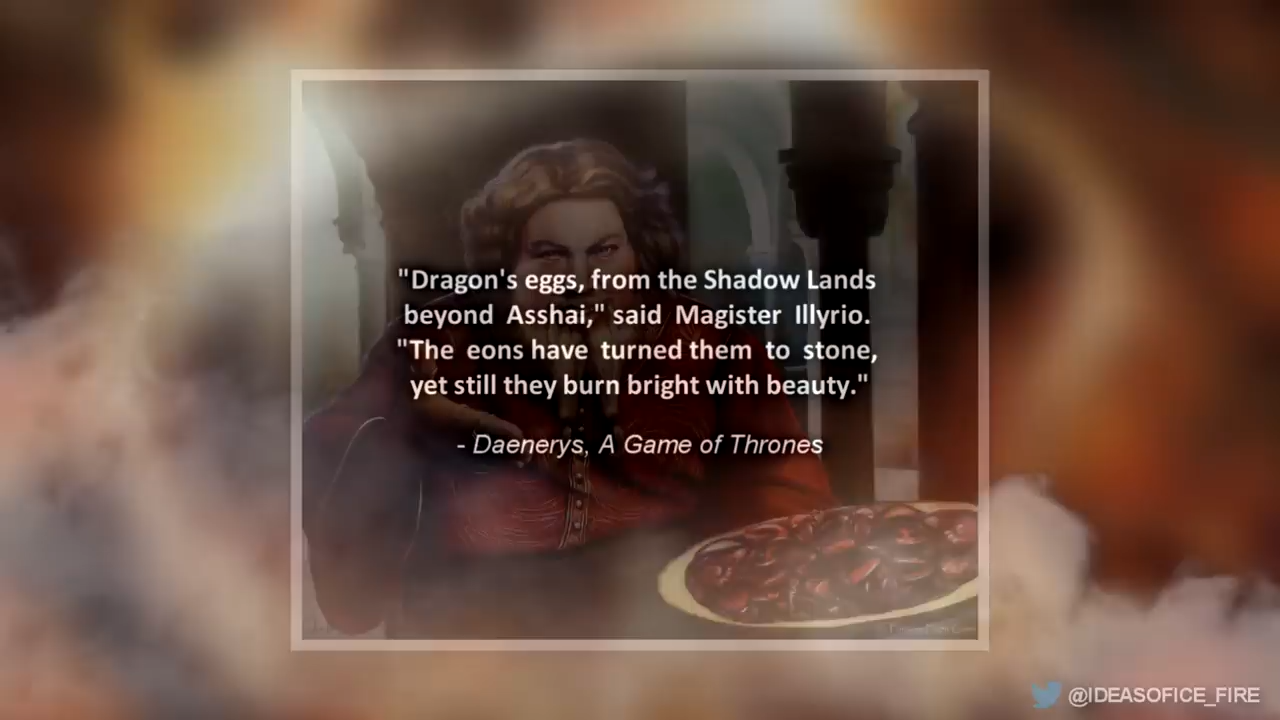 "Dragon's eggs, from the Shadow Lands
beyond Asshai," said Magister Illyrio.
"The eons have turned them to stone,
yet still they burn bright with beauty."
- Daenerys, A Game of Thrones
@IDEASOFICE_FIRE